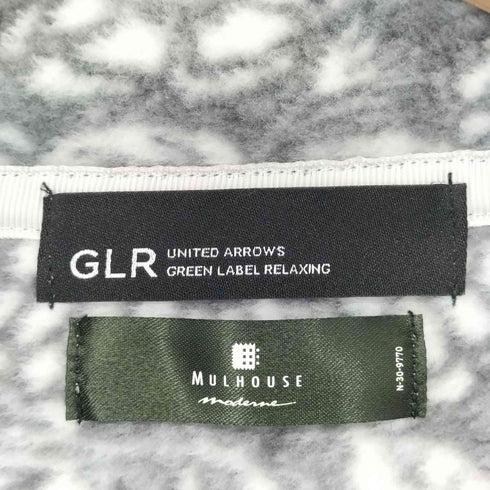 GLR
UNITED ARROWS
GREEN LABEL RELAXING
MULHOUSE
moderne
N-30-9770